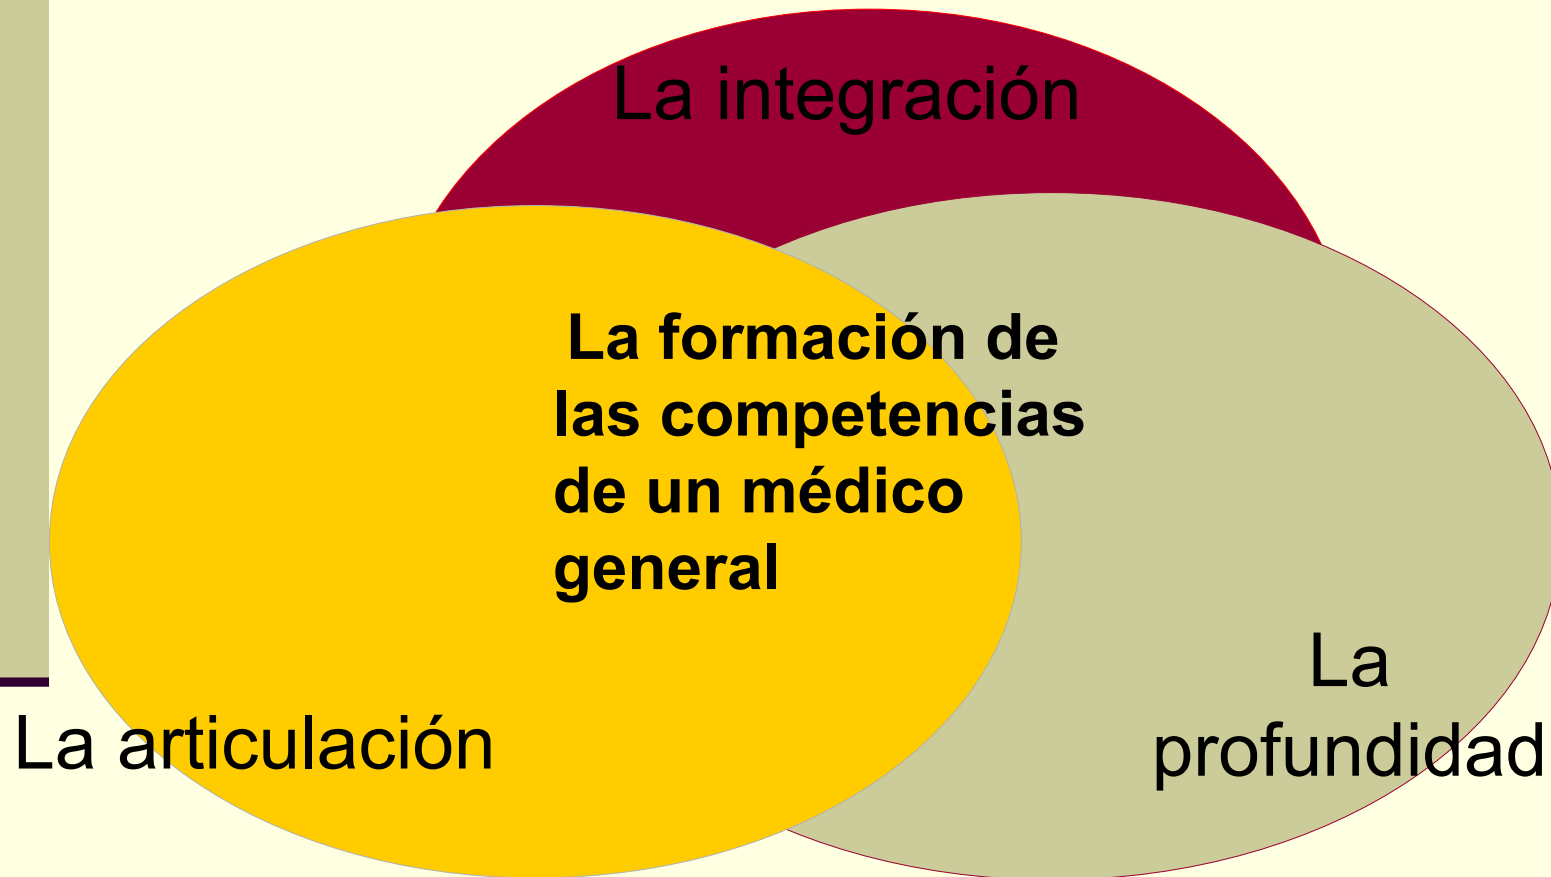 La integración
La formación de
las competencias
de un médico
general
La articulación
La
profundidad